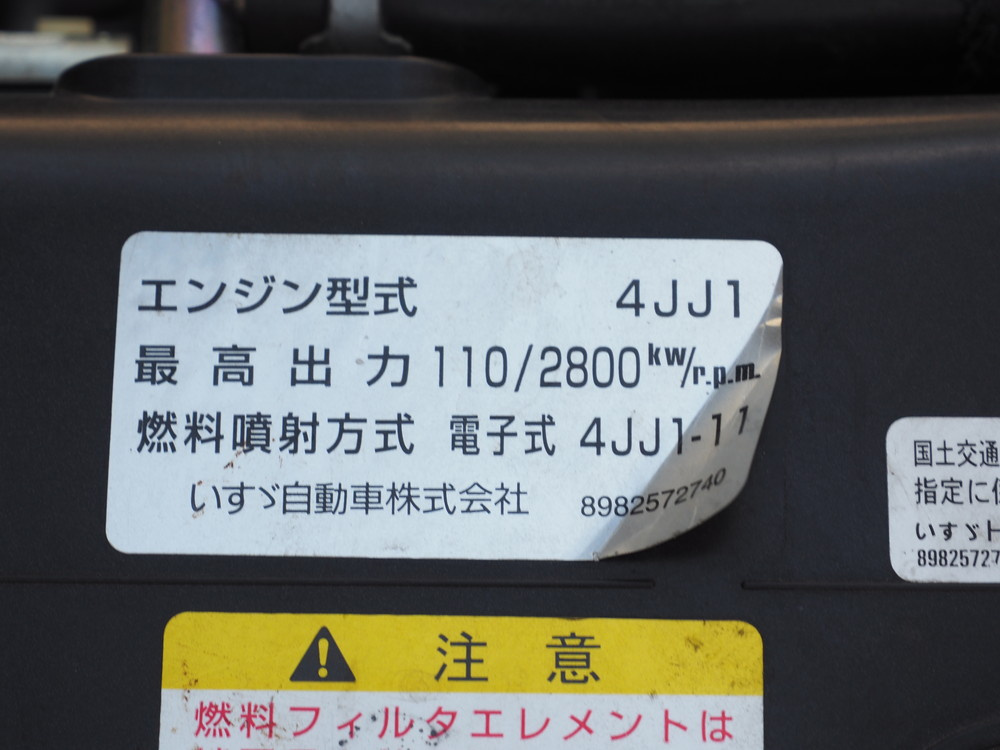 エンジン型式 4JJ1
最高出力 110/2800kw/r.p.m.
燃料噴射方式 電子式 4JJ1-11
いすゞ自動車株式会社 8982572740
国土交通
指定に
いすゞト
89825727
注意
燃料フィルタエレメントは